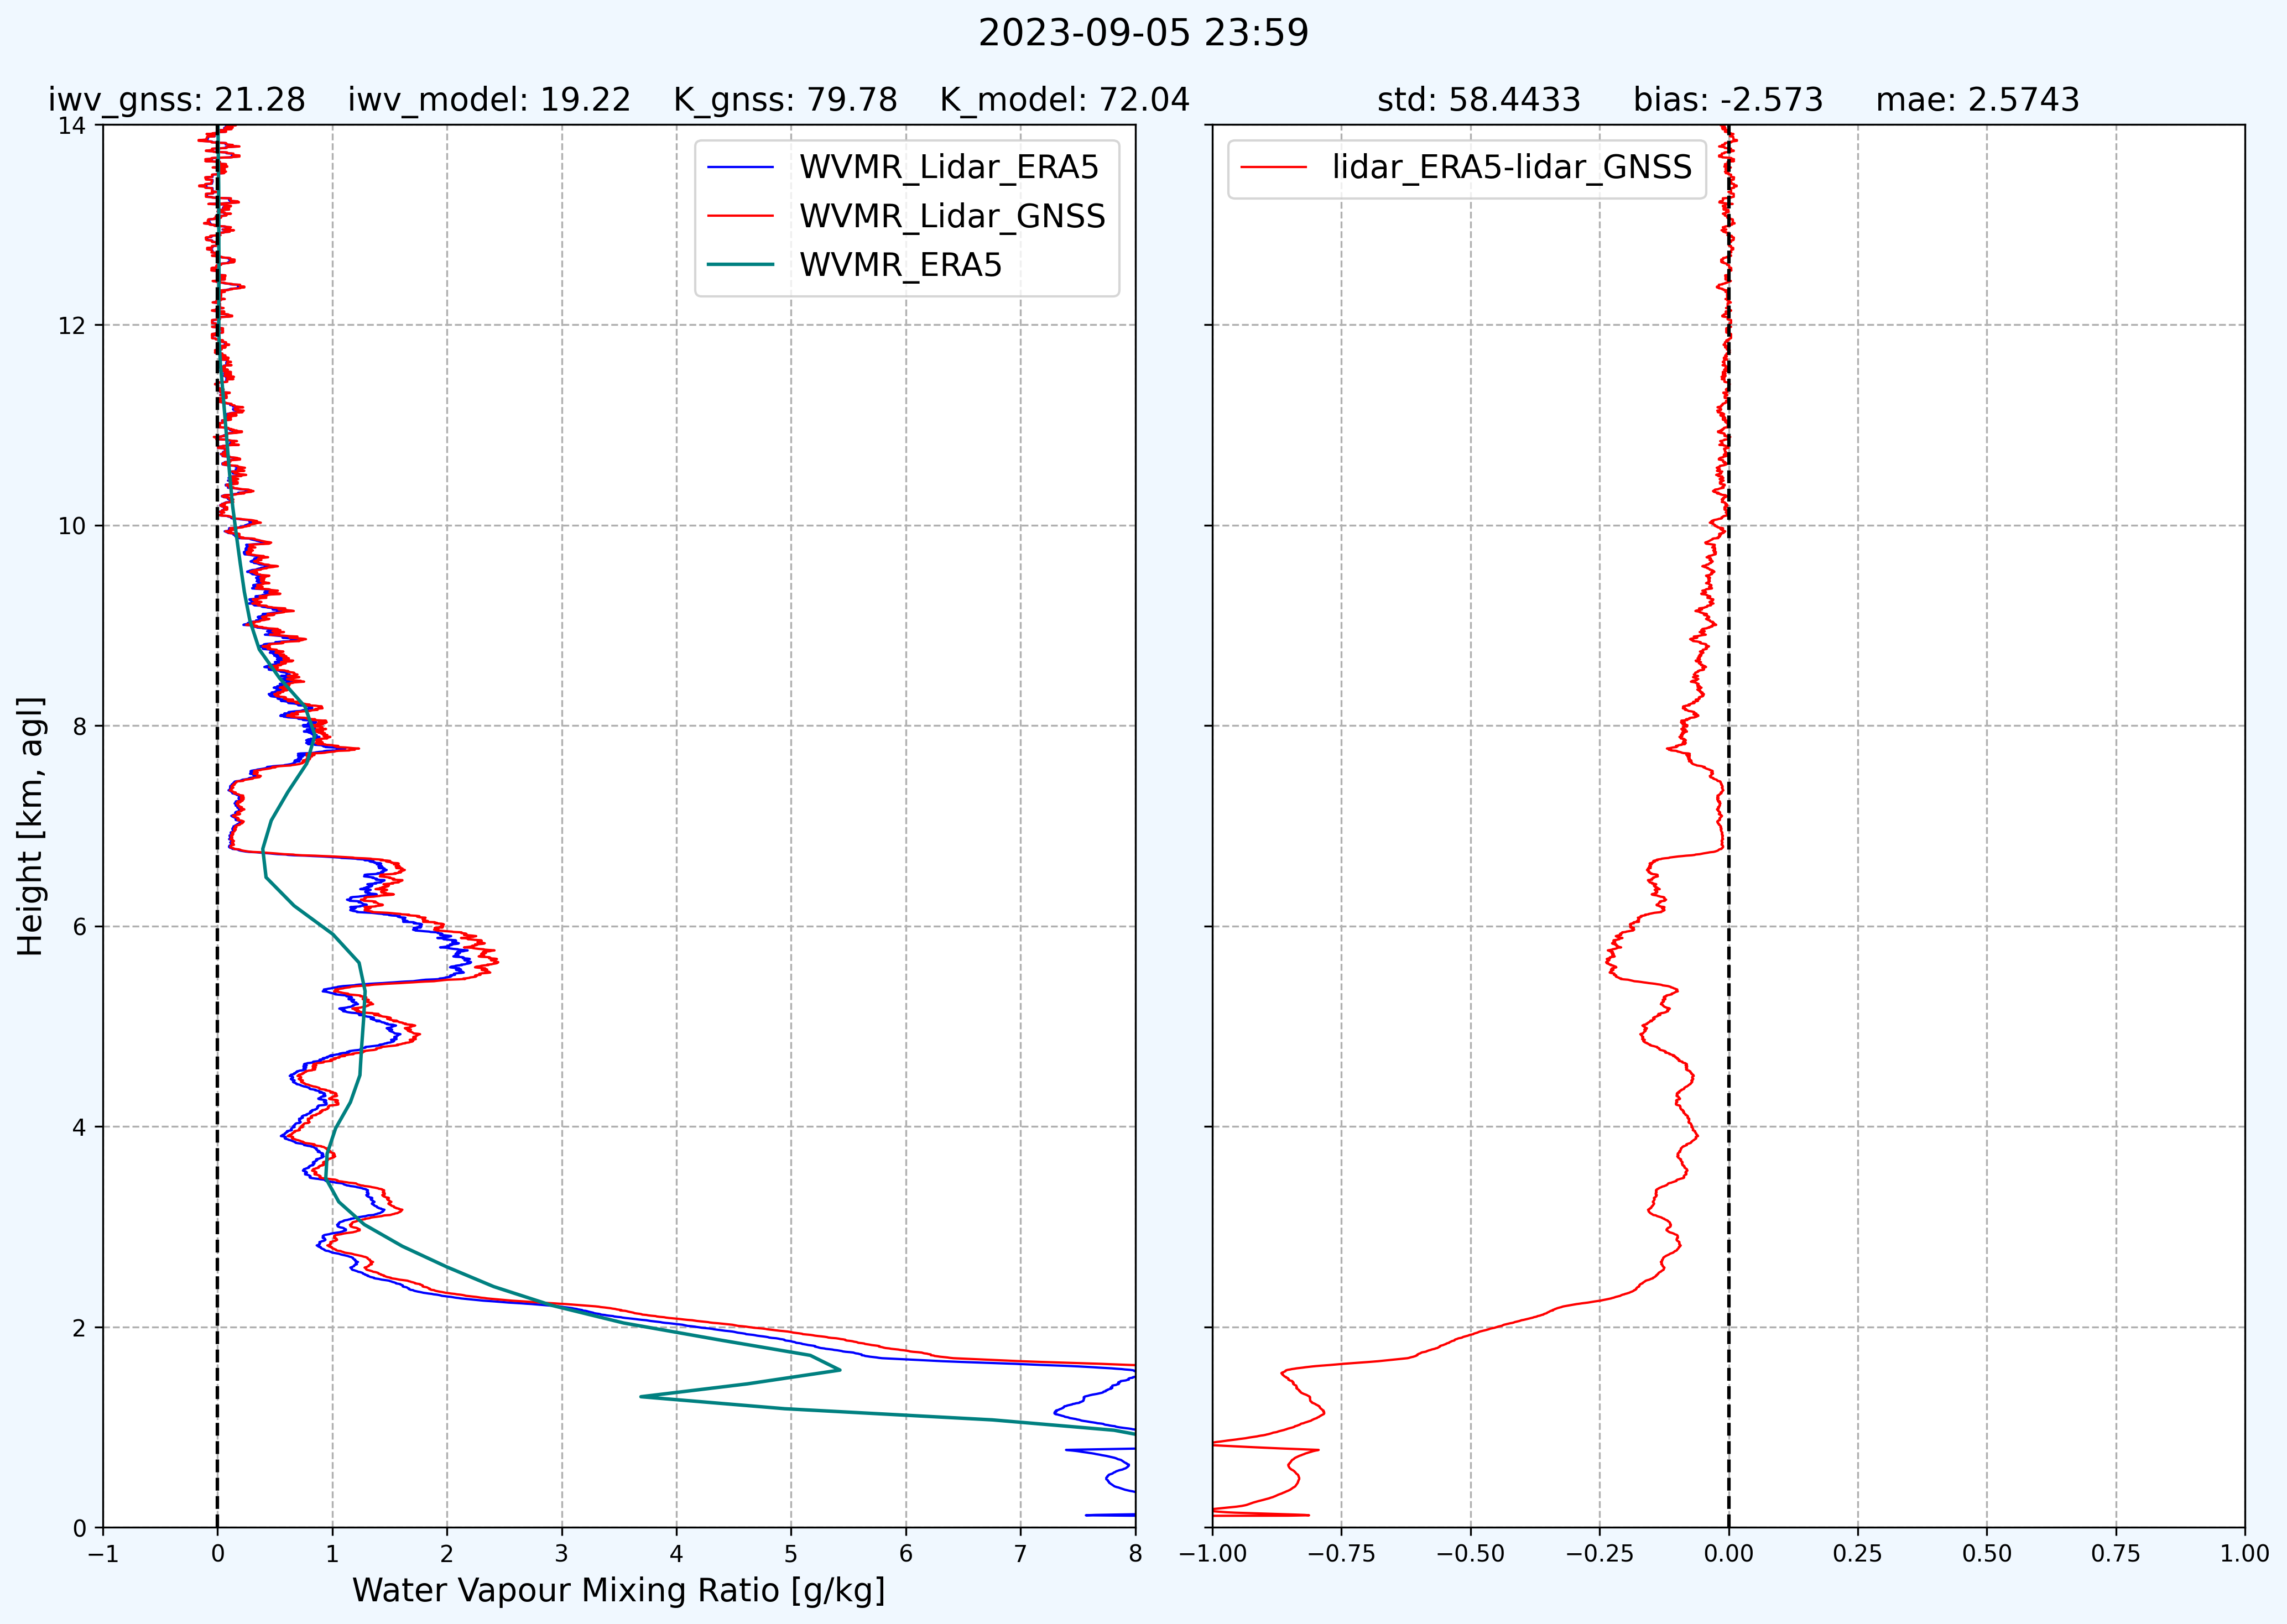 2023-09-05 23:59
iwv_gnss: 21.28 iwv_model: 19.22 K_gnss: 79.78 K_model: 72.04
std: 58.4433 bias: -2.573 mae: 2.5743
WVMR_Lidar_ERA5
WVMR_Lidar_GNSS
WVMR_ERA5
lidar_ERA5-lidar_GNSS
Height [km, agl]
14
12
10
8
6
4
2
0
−1 0 1 2 3 4 5 6 7 8
Water Vapour Mixing Ratio [g/kg]
−1.00 −0.75 −0.50 −0.25 0.00 0.25 0.50 0.75 1.00